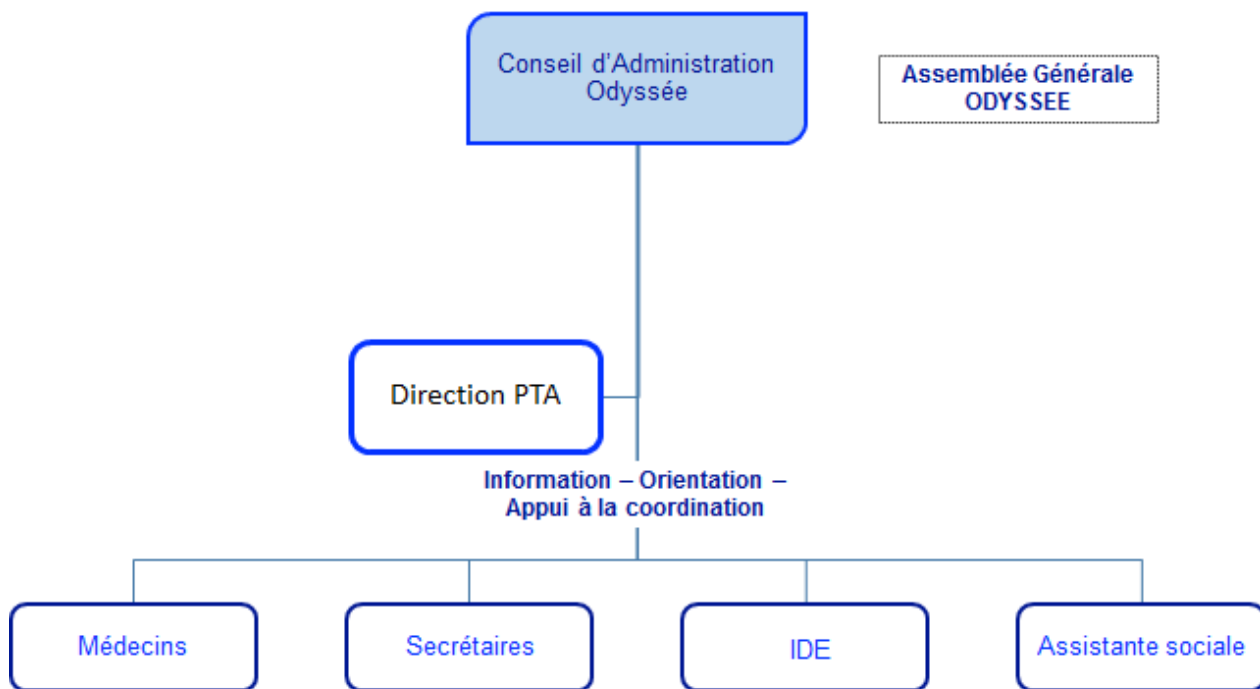 Conseil d'Administration
Odyssée
Assemblée Générale
ODYSSEE
Direction PTA
Information – Orientation –
Appui à la coordination
Médecins
Secrétaires
IDE
Assistante sociale